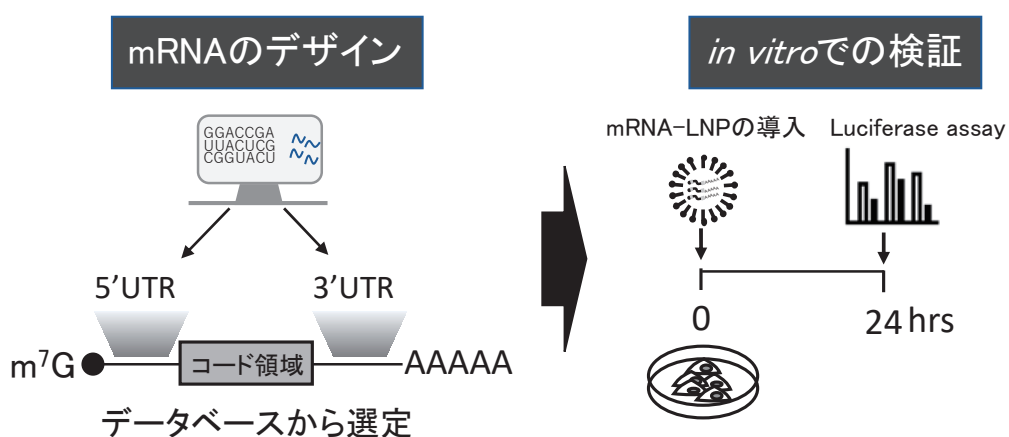 mRNAのデザイン
GGACCGA
UUACUCG
CGGUACU
5’UTR
3’UTR
m⁷G
コード領域
AAAAA
データベースから選定
in vitroでの検証
mRNA-LNPの導入
Luciferase assay
0
24 hrs